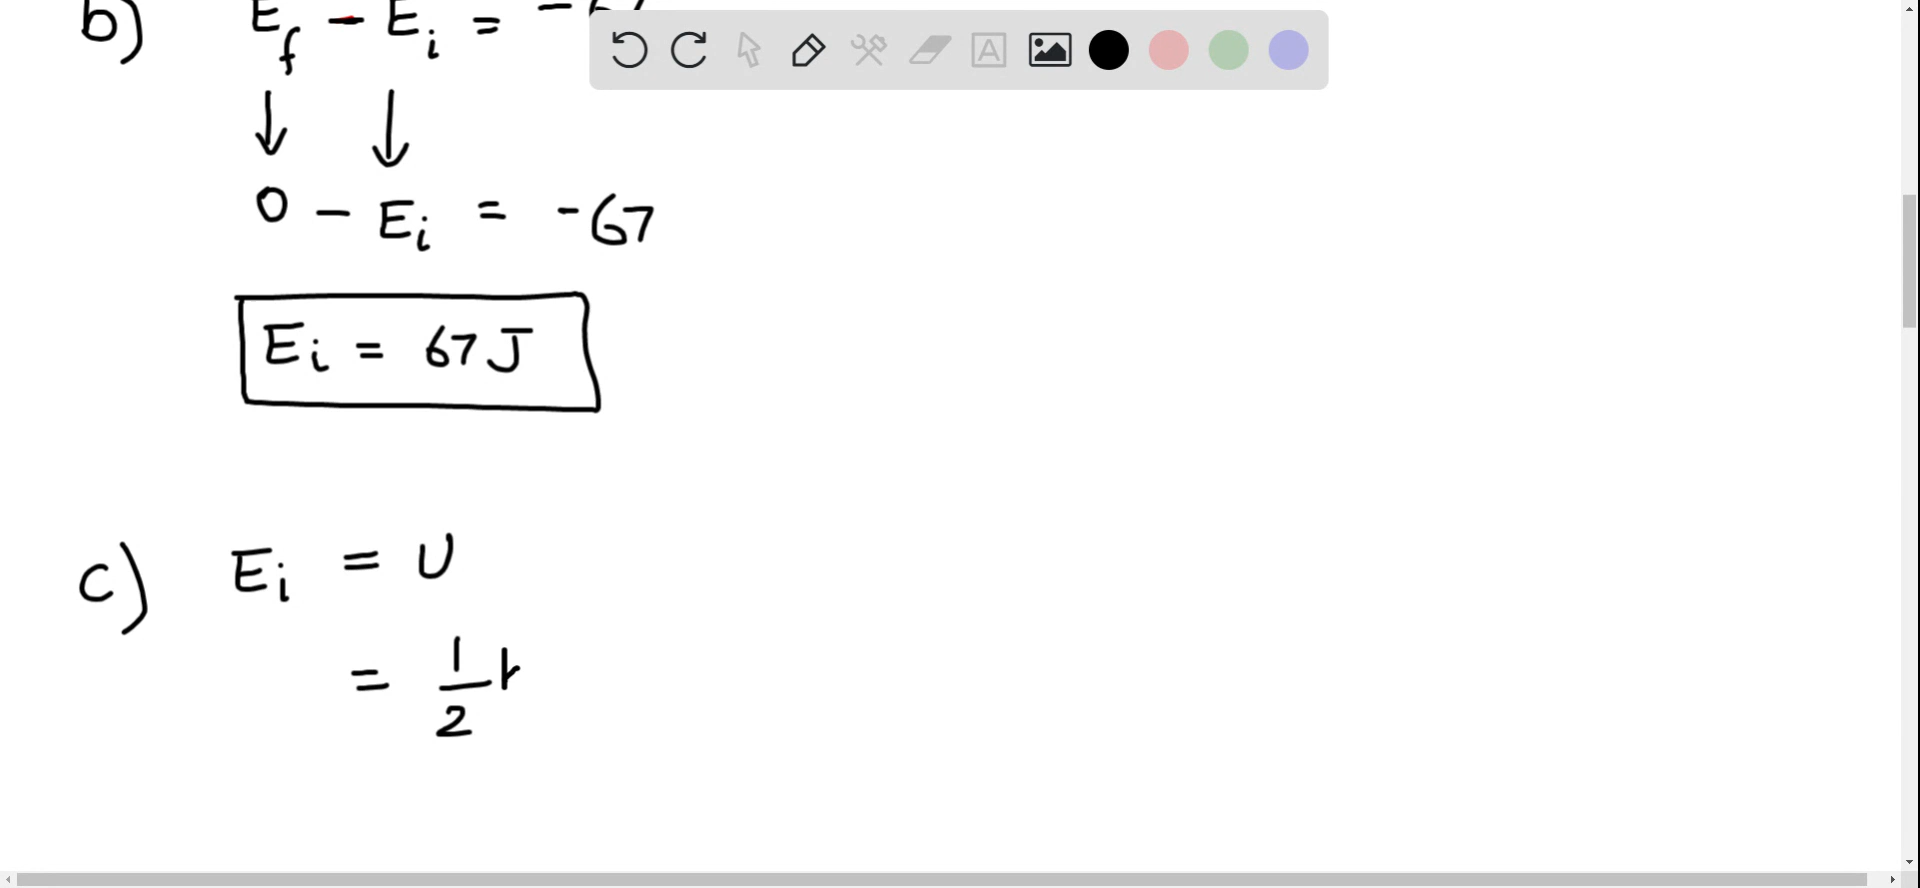 b) E_f - E_i = -67
↓ ↓
0 - E_i = -67
E_i = 67 J
c) E_i = U
= 1/2 k
A